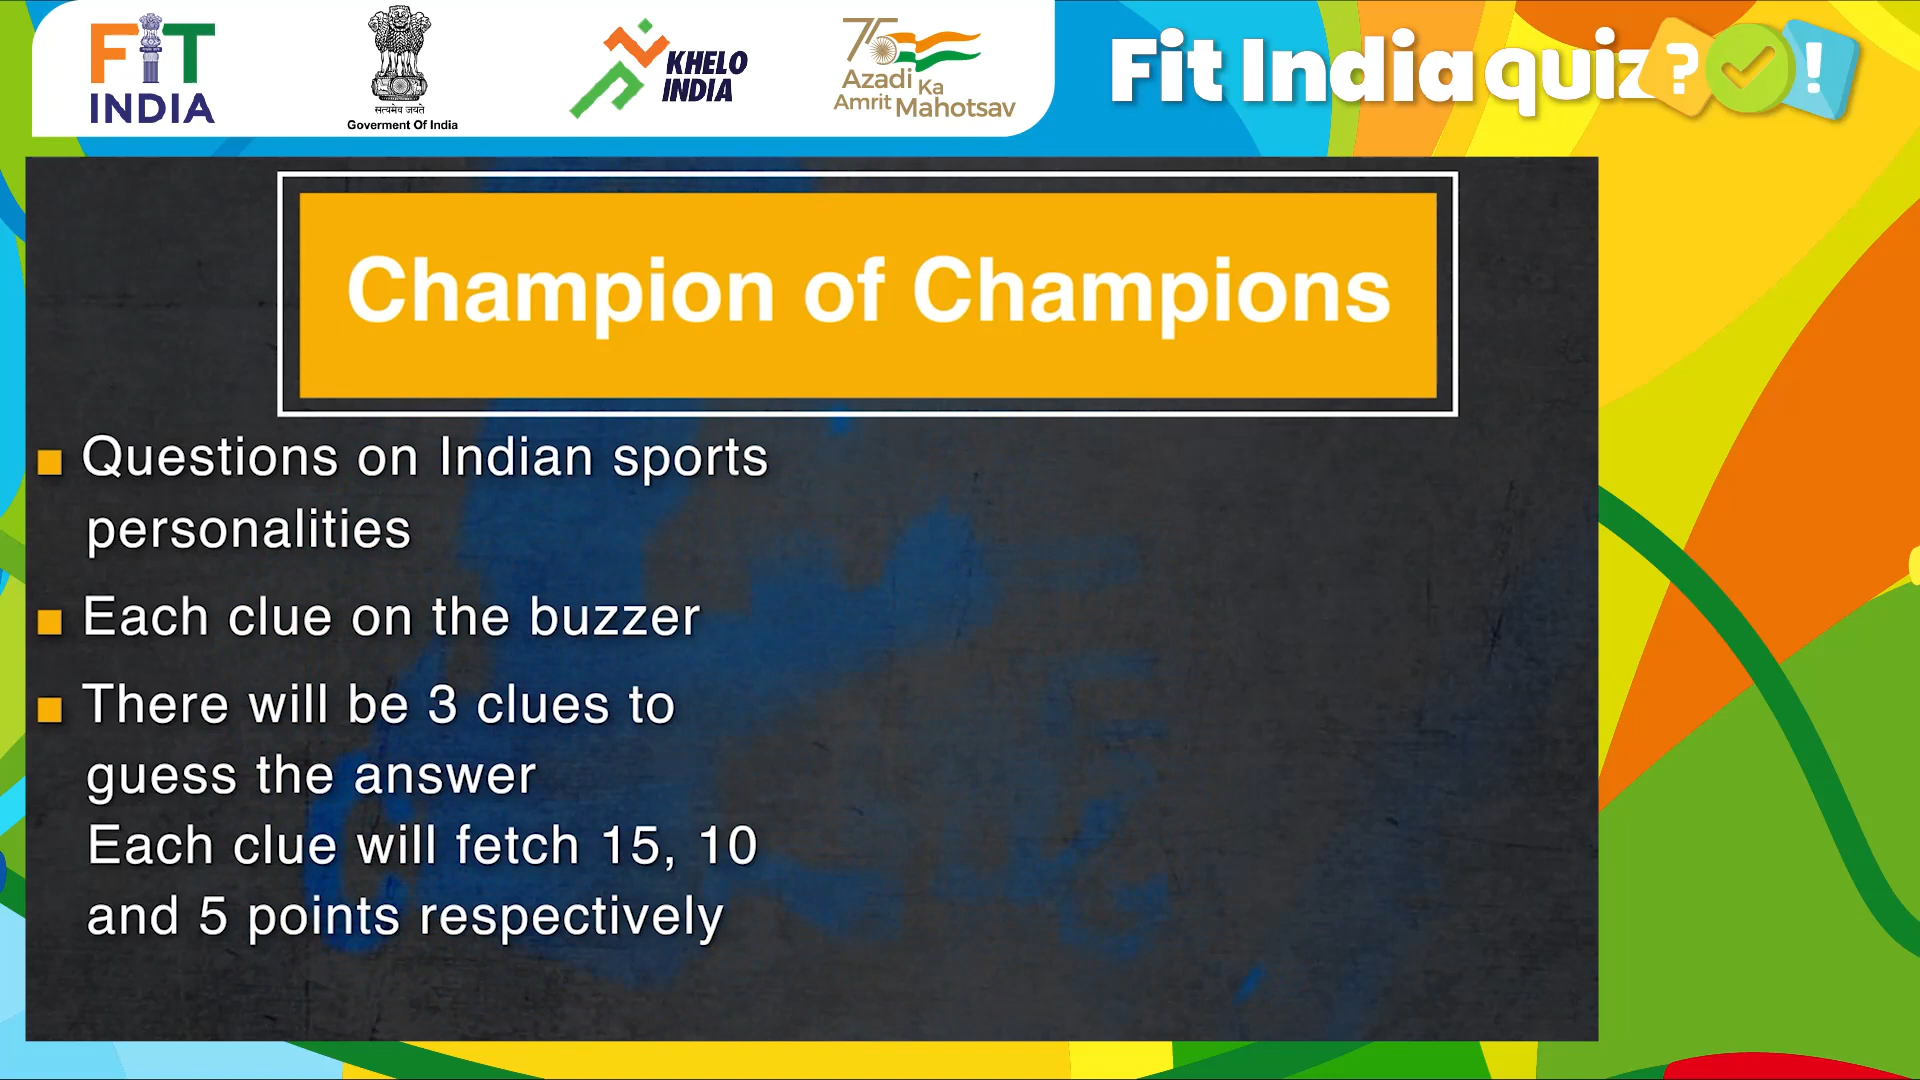 FIT
INDIA
सत्यमेव जयते
Goverment Of India
KHELO
INDIA
75
Azadi Ka
Amrit Mahotsav
Fit India quiz ? !
Champion of Champions
Questions on Indian sports
personalities
Each clue on the buzzer
There will be 3 clues to
guess the answer
Each clue will fetch 15, 10
and 5 points respectively